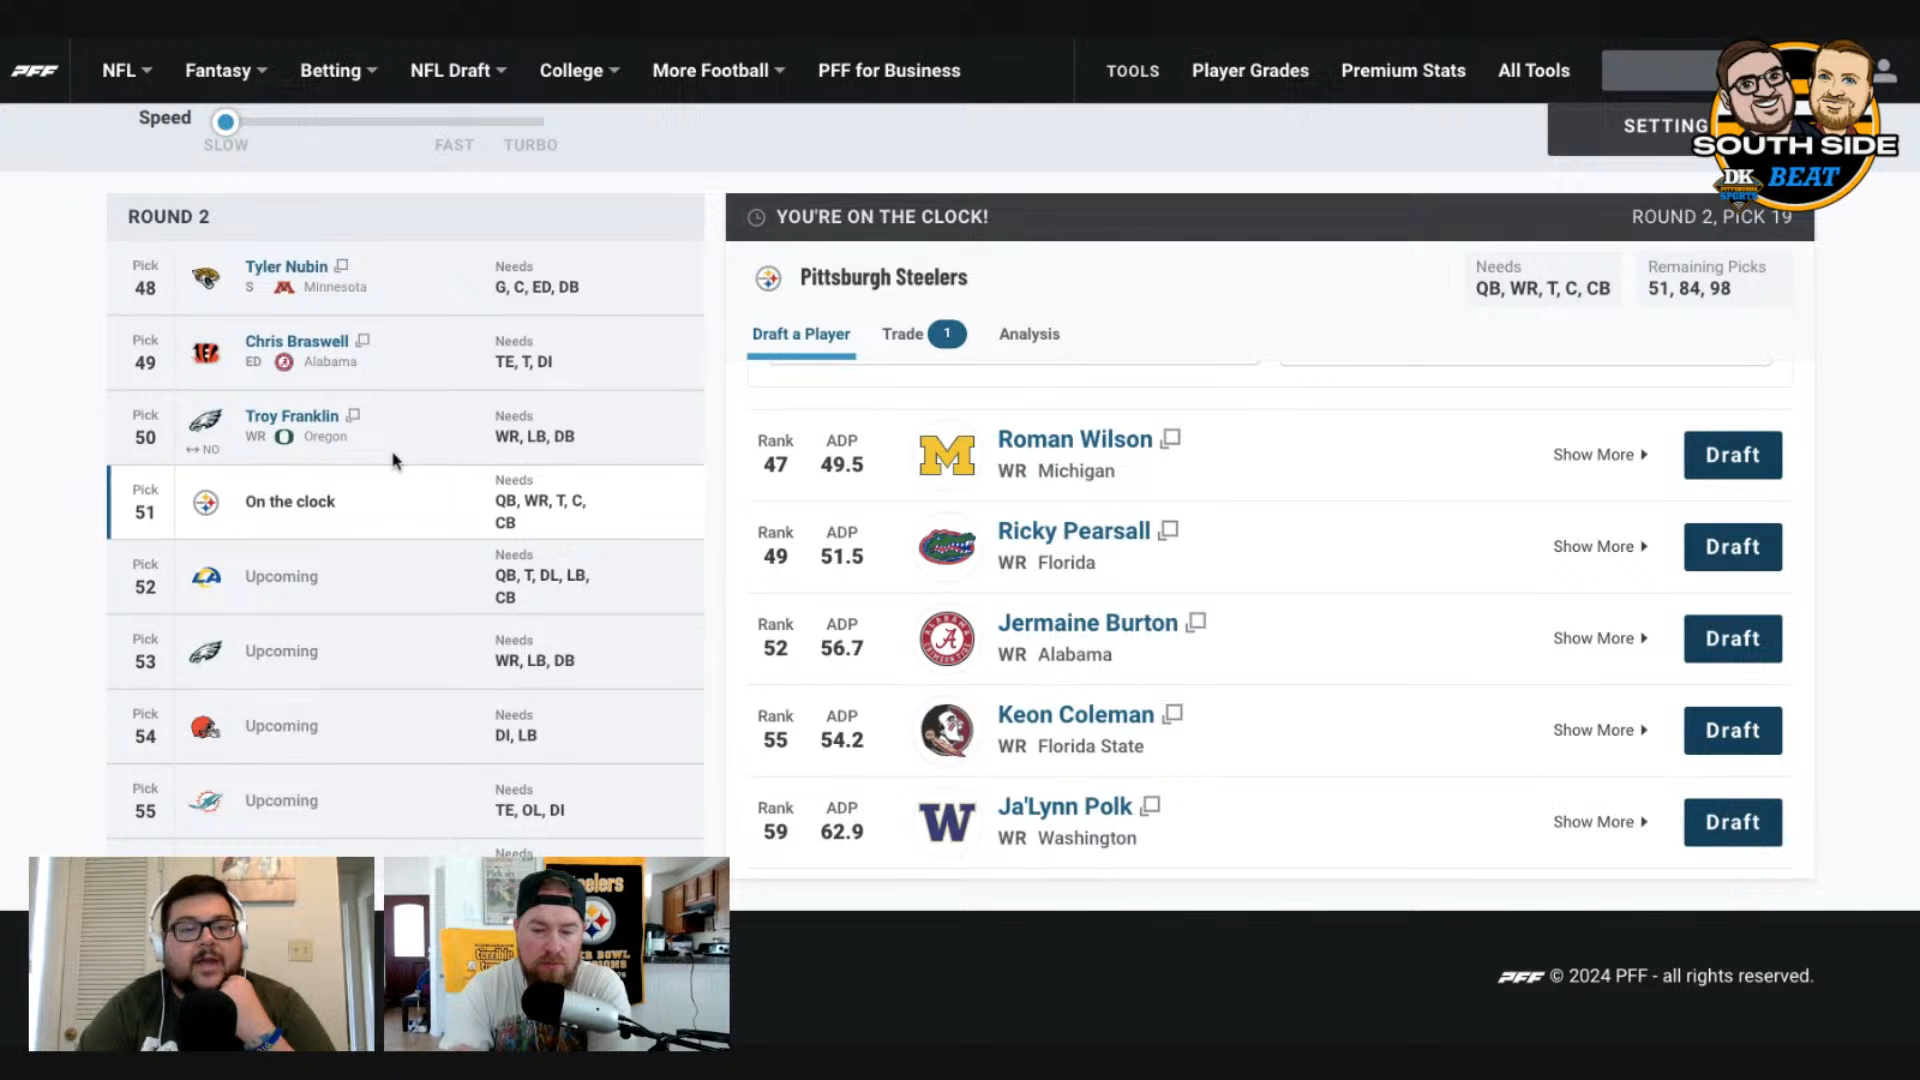 PFF NFL Fantasy Betting NFL Draft College More Football PFF for Business TOOLS Player Grades Premium Stats All Tools
Speed
SLOW FAST TURBO
SETTING
SOUTH SIDE
DK BEAT
PITTSBURGH
SPORTS
ROUND 2
Pick 48
Tyler Nubin
S Minnesota
Needs
G, C, ED, DB
Pick 49
Chris Braswell
ED Alabama
Needs
TE, T, DI
Pick 50
↔ NO
Troy Franklin
WR Oregon
Needs
WR, LB, DB
Pick 51
On the clock
Needs
QB, WR, T, C,
CB
Pick 52
Upcoming
Needs
QB, T, DL, LB,
CB
Pick 53
Upcoming
Needs
WR, LB, DB
Pick 54
Upcoming
Needs
DI, LB
Pick 55
Upcoming
Needs
TE, OL, DI
Needs
YOU'RE ON THE CLOCK! ROUND 2, PICK 19
Pittsburgh Steelers
Needs
QB, WR, T, C, CB
Remaining Picks
51, 84, 98
Draft a Player Trade 1 Analysis
Rank 47 ADP 49.5
Roman Wilson
WR Michigan
Show More Draft
Rank 49 ADP 51.5
Ricky Pearsall
WR Florida
Show More Draft
Rank 52 ADP 56.7
Jermaine Burton
WR Alabama
Show More Draft
Rank 55 ADP 54.2
Keon Coleman
WR Florida State
Show More Draft
Rank 59 ADP 62.9
Ja'Lynn Polk
WR Washington
Show More Draft
PFF © 2024 PFF - all rights reserved.